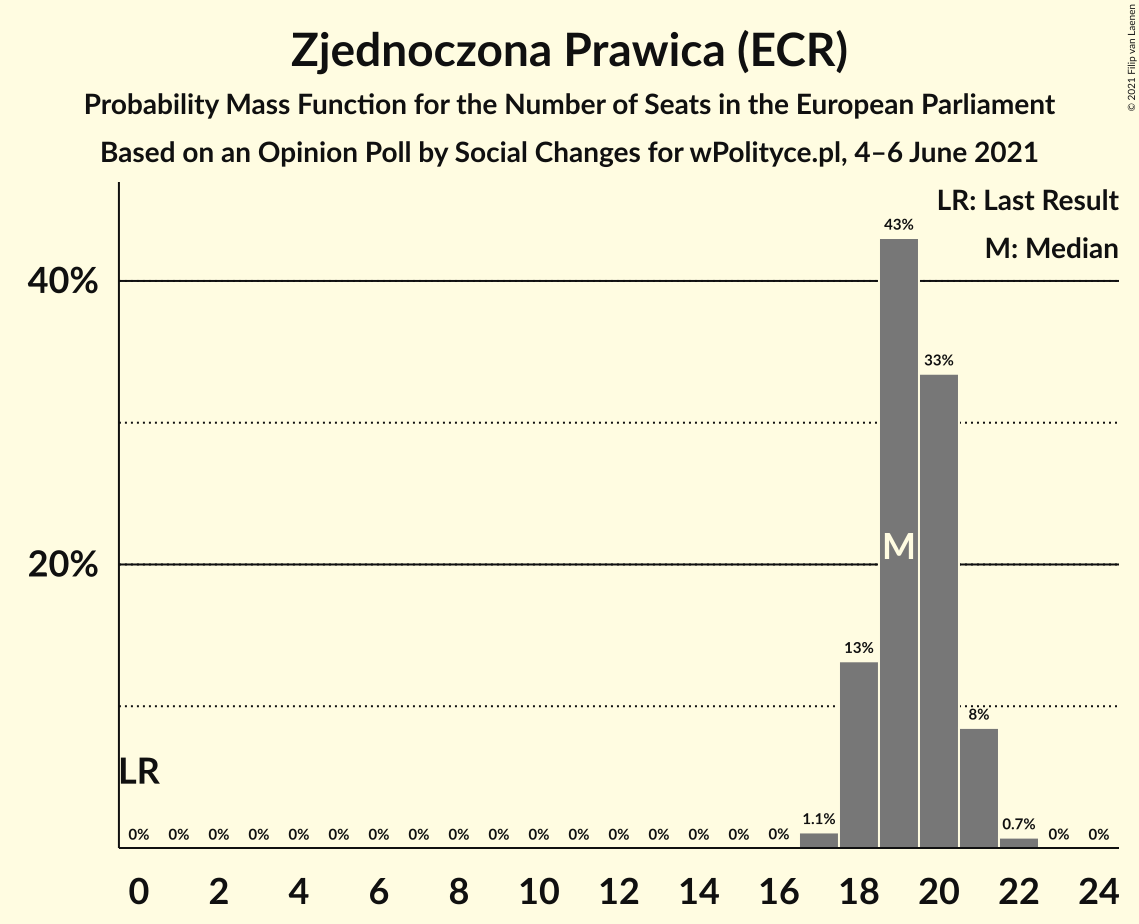 Zjednoczona Prawica (ECR)
Probability Mass Function for the Number of Seats in the European Parliament
Based on an Opinion Poll by Social Changes for wPolityce.pl, 4–6 June 2021
© 2021 Filip van Laenen
LR: Last Result
M: Median
43%
40%
33%
M
20%
13%
8%
LR
1.1%
0.7%
0% 0% 0% 0% 0% 0% 0% 0% 0% 0% 0% 0% 0% 0% 0% 0% 0% 0% 0%
0 2 4 6 8 10 12 14 16 18 20 22 24